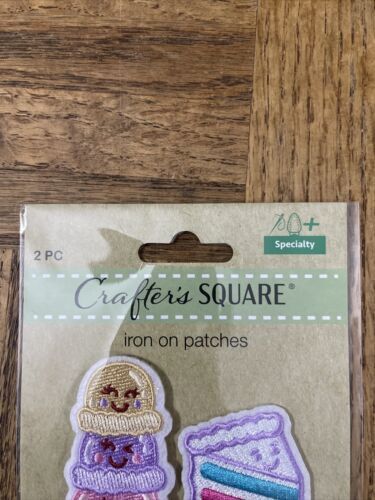 Specialty
2 PC
Crafter's SQUARE®
iron on patches